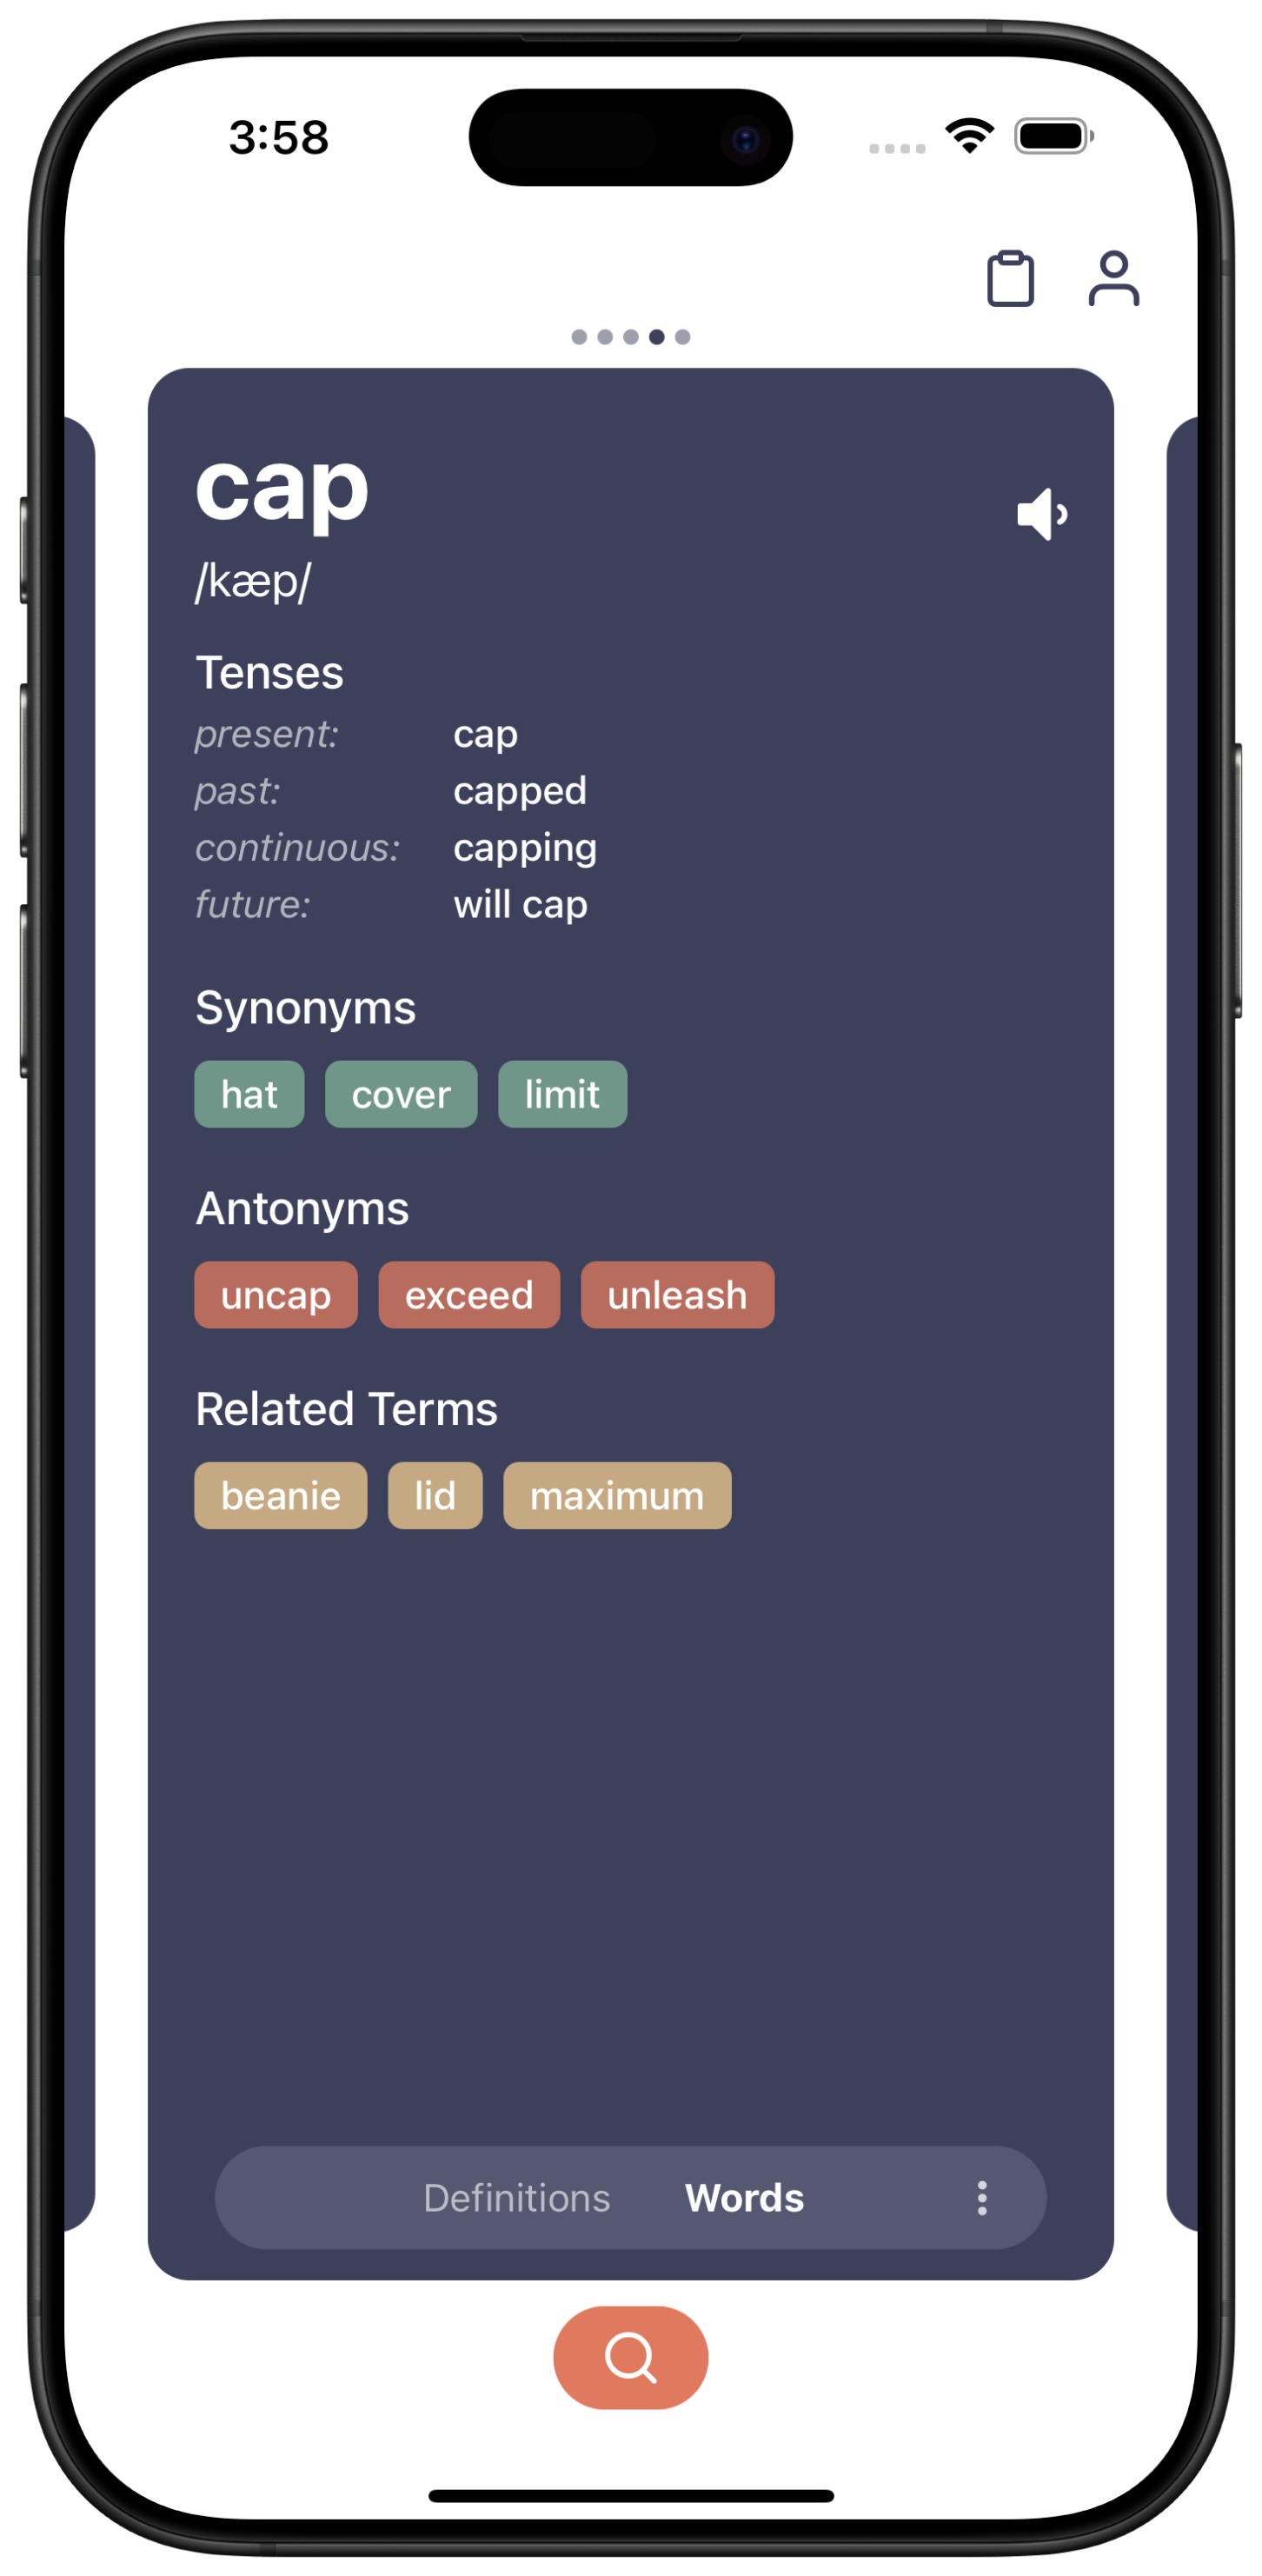 3:58
cap
/kæp/
Tenses
present: cap
past: capped
continuous: capping
future: will cap
Synonyms
hat cover limit
Antonyms
uncap exceed unleash
Related Terms
beanie lid maximum
Definitions Words